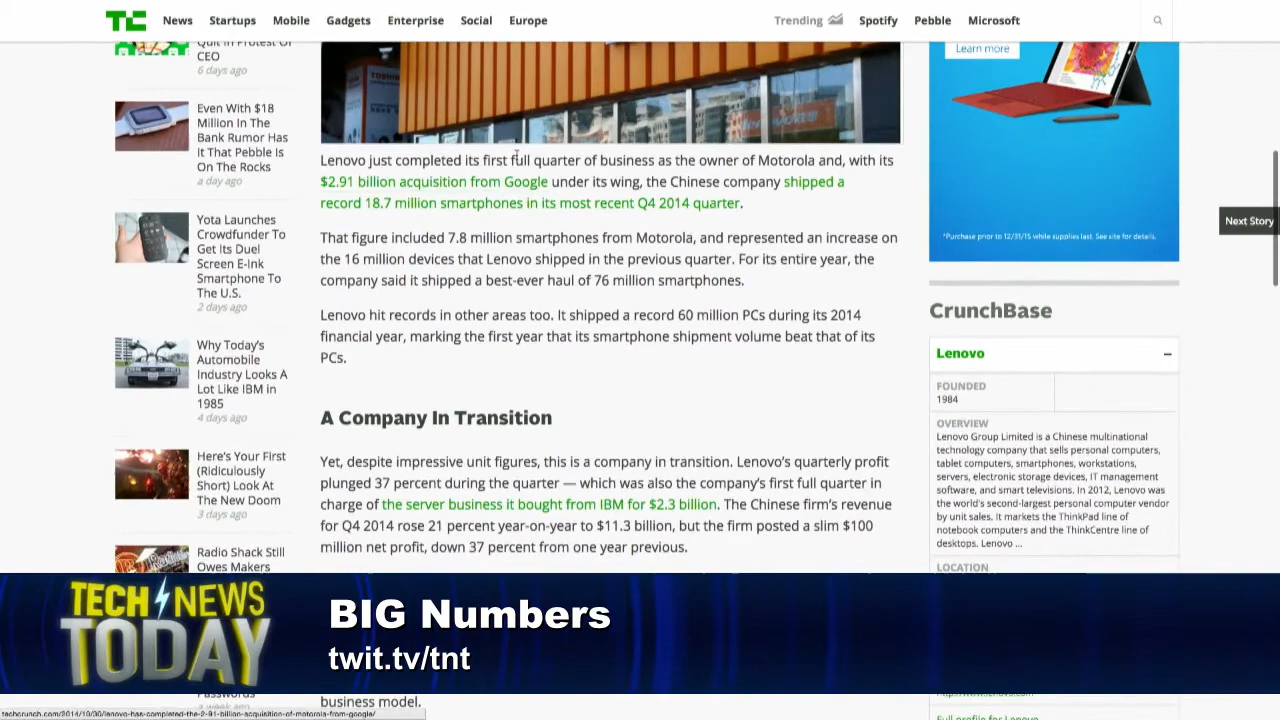 TC News Startups Mobile Gadgets Enterprise Social Europe Trending Spotify Pebble Microsoft
Quit In Protest Of
CEO
6 days ago
Even With $18
Million In The
Bank Rumor Has
It That Pebble Is
On The Rocks
a day ago
Yota Launches
Crowdfunder To
Get Its Duel
Screen E-Ink
Smartphone To
The U.S.
2 days ago
Why Today's
Automobile
Industry Looks A
Lot Like IBM in
1985
4 days ago
Here's Your First
(Ridiculously
Short) Look At
The New Doom
3 days ago
Radio Shack Still
Owes Makers
Passwords
a week ago
TOSHIBA
Lenovo just completed its first full quarter of business as the owner of Motorola and, with its
$2.91 billion acquisition from Google under its wing, the Chinese company shipped a
record 18.7 million smartphones in its most recent Q4 2014 quarter.
That figure included 7.8 million smartphones from Motorola, and represented an increase on
the 16 million devices that Lenovo shipped in the previous quarter. For its entire year, the
company said it shipped a best-ever haul of 76 million smartphones.
Lenovo hit records in other areas too. It shipped a record 60 million PCs during its 2014
financial year, marking the first year that its smartphone shipment volume beat that of its
PCs.
A Company In Transition
Yet, despite impressive unit figures, this is a company in transition. Lenovo's quarterly profit
plunged 37 percent during the quarter — which was also the company's first full quarter in
charge of the server business it bought from IBM for $2.3 billion. The Chinese firm's revenue
for Q4 2014 rose 21 percent year-on-year to $11.3 billion, but the firm posted a slim $100
million net profit, down 37 percent from one year previous.
business model.
Learn more
*Purchase prior to 12/31/15 while supplies last. See site for details.
Next Story
CrunchBase
Lenovo
FOUNDED
1984
OVERVIEW
Lenovo Group Limited is a Chinese multinational
technology company that sells personal computers,
tablet computers, smartphones, workstations,
servers, electronic storage devices, IT management
software, and smart televisions. In 2012, Lenovo was
the world's second-largest personal computer vendor
by unit sales. It markets the ThinkPad line of
notebook computers and the ThinkCentre line of
desktops. Lenovo ...
LOCATION
Full profile for Lenovo
TECH NEWS
TODAY
BIG Numbers
twit.tv/tnt
techcrunch.com/2014/10/30/lenovo-has-completed-the-2-91-billion-acquisition-of-motorola-from-google/